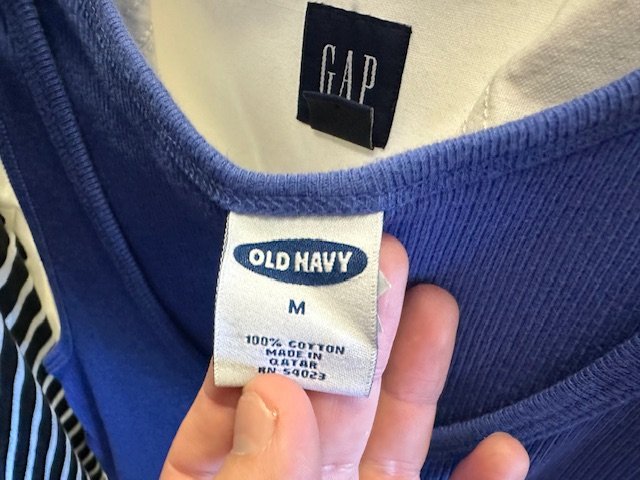 GAP
OLD NAVY
M
100% COTTON
MADE IN
QATAR
RN 54023